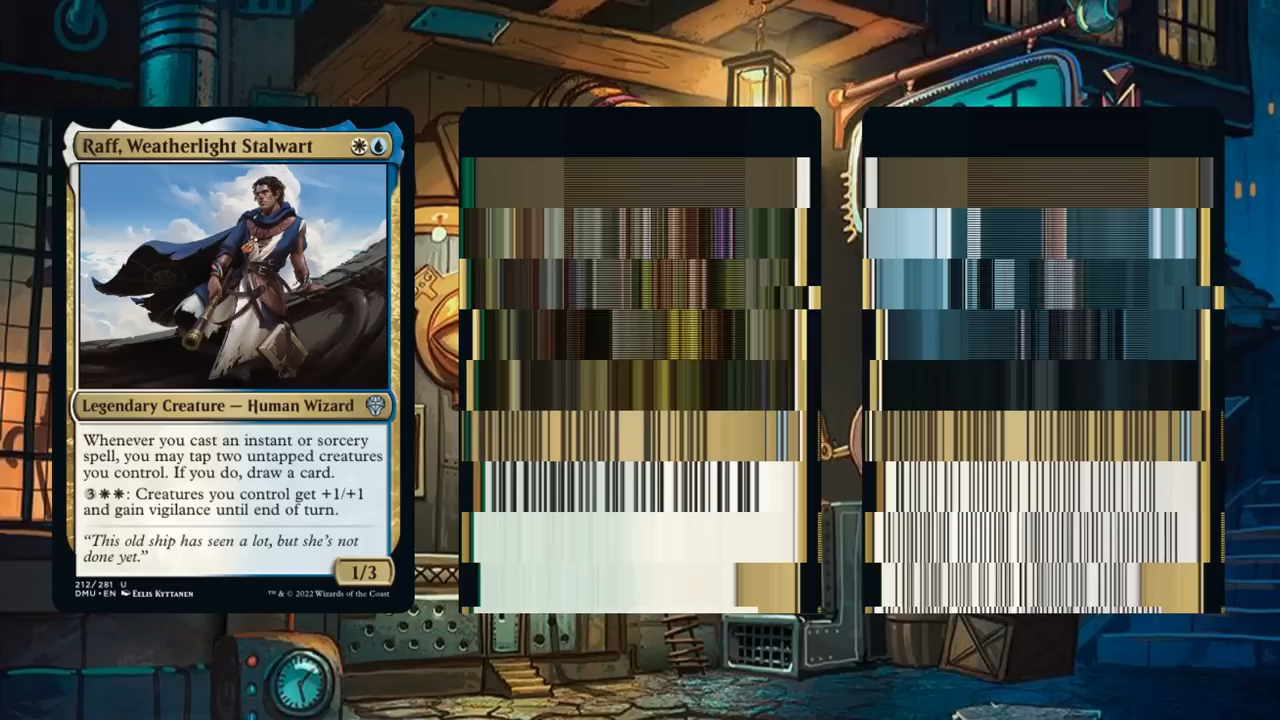 Raff, Weatherlight Stalwart
Legendary Creature — Human Wizard
Whenever you cast an instant or sorcery
spell, you may tap two untapped creatures
you control. If you do, draw a card.
3: Creatures you control get +1/+1
and gain vigilance until end of turn.
“This old ship has seen a lot, but she’s not
done yet.”
1/3
212/281 U
DMU • EN Eelis Kyttanen
™ & © 2022 Wizards of the Coast